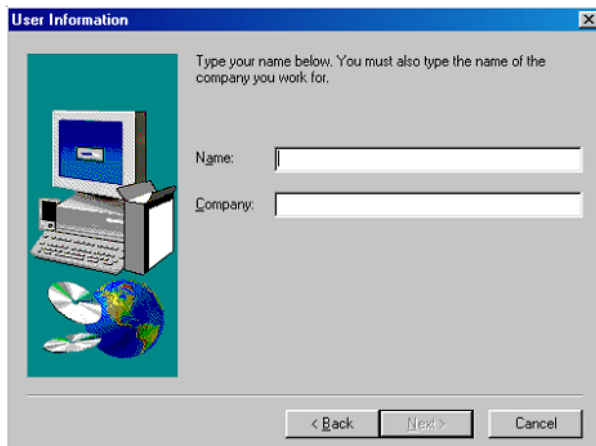 User Information
Type your name below. You must also type the name of the
company you work for.
Name:
Company:
< Back
Next >
Cancel